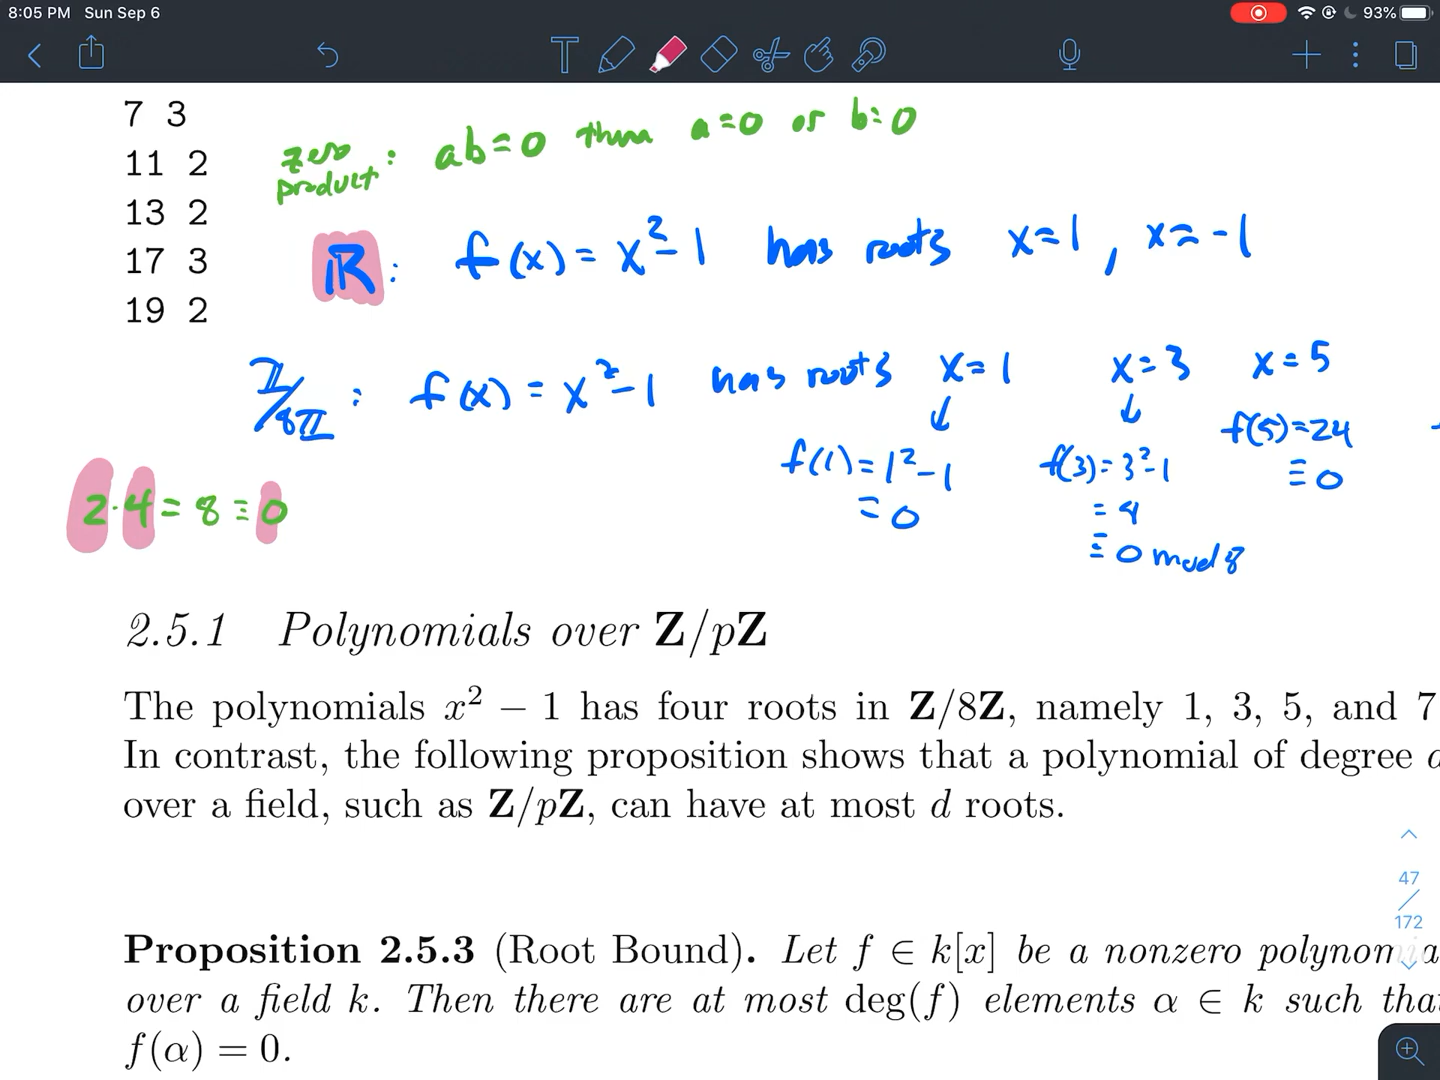 8:05 PM Sun Sep 6
93%
7 3
11 2
13 2
17 3
19 2
zero product: ab=0 then a=0 or b=0
ℝ: f(x) = x²-1 has roots x=1, x=-1
ℤ/8ℤ: f(x) = x²-1 has roots x=1 x=3 x=5
f(1)=1²-1
≡ 0
f(3)=3²-1
= 8
≡ 0 mod 8
f(5)=24
≡ 0
2·4 = 8 ≡ 0
2.5.1 Polynomials over Z/pZ
The polynomials x² − 1 has four roots in Z/8Z, namely 1, 3, 5, and 7
In contrast, the following proposition shows that a polynomial of degree d
over a field, such as Z/pZ, can have at most d roots.
47
/
172
Proposition 2.5.3 (Root Bound). Let f ∈ k[x] be a nonzero polynomia
over a field k. Then there are at most deg(f) elements α ∈ k such that
f(α) = 0.